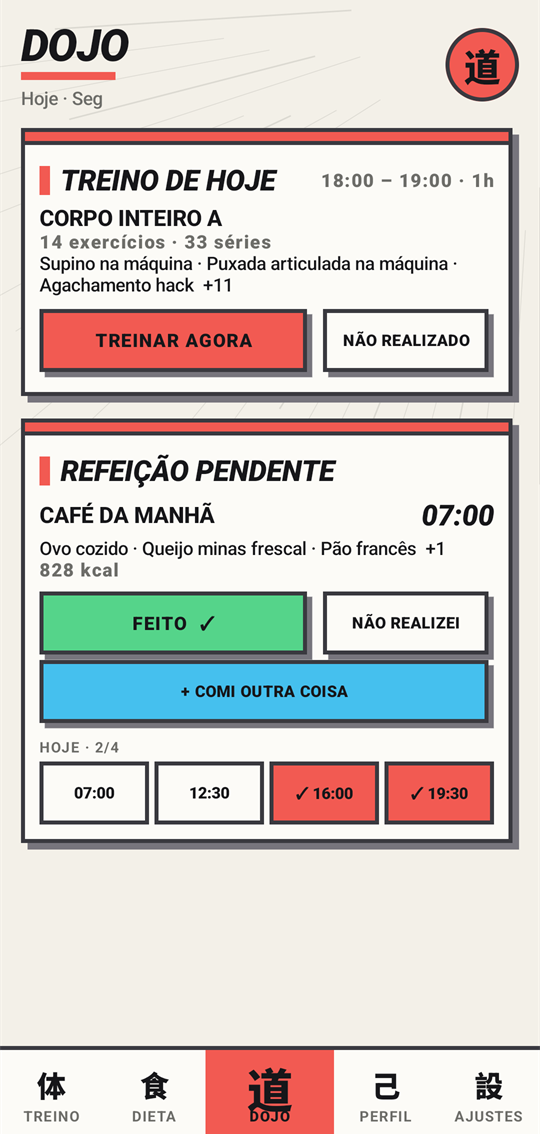 DOJO
道
Hoje · Seg
TREINO DE HOJE
18:00 – 19:00 · 1h
CORPO INTEIRO A
14 exercícios · 33 séries
Supino na máquina · Puxada articulada na máquina ·
Agachamento hack +11
TREINAR AGORA
NÃO REALIZADO
REFEIÇÃO PENDENTE
CAFÉ DA MANHÃ
07:00
Ovo cozido · Queijo minas frescal · Pão francês +1
828 kcal
FEITO ✓
NÃO REALIZEI
+ COMI OUTRA COISA
HOJE · 2/4
07:00
12:30
✓ 16:00
✓ 19:30
体
TREINO
食
DIETA
道
DOJO
己
PERFIL
設
AJUSTES